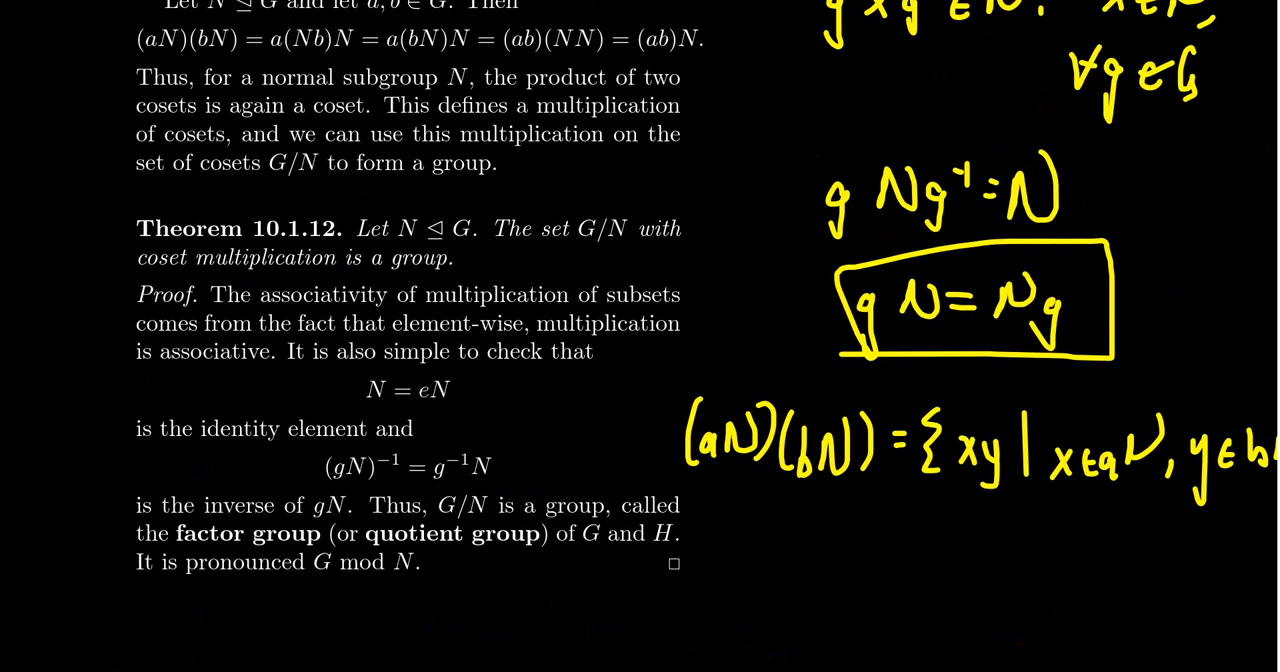 Let N ⊴ G and let a, b ∈ G. Then
(aN)(bN) = a(Nb)N = a(bN)N = (ab)(NN) = (ab)N.
Thus, for a normal subgroup N, the product of two
cosets is again a coset. This defines a multiplication
of cosets, and we can use this multiplication on the
set of cosets G/N to form a group.
Theorem 10.1.12. Let N ⊴ G. The set G/N with
coset multiplication is a group.
Proof. The associativity of multiplication of subsets
comes from the fact that element-wise, multiplication
is associative. It is also simple to check that
N = eN
is the identity element and
(gN)⁻¹ = g⁻¹N
is the inverse of gN. Thus, G/N is a group, called
the factor group (or quotient group) of G and H.
It is pronounced G mod N. □
∀g ∈ G
g N g⁻¹ = N
g N = N g
(aN)(bN) = { xy | x ∈ aN, y ∈ b